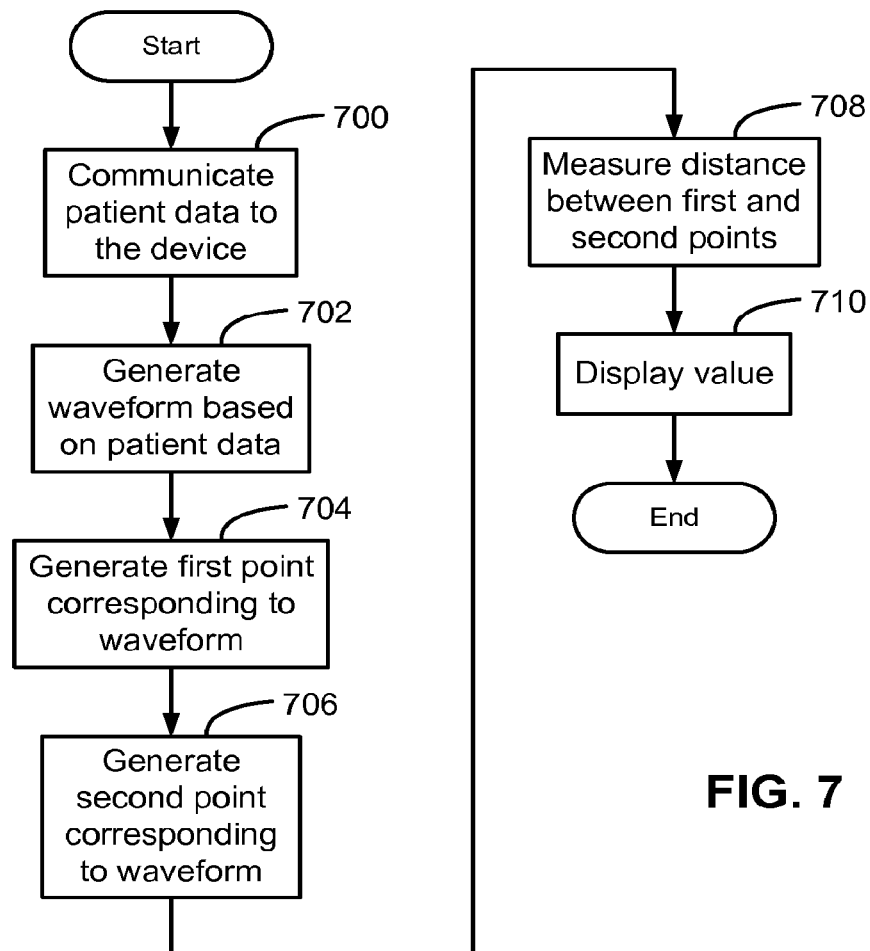 Start
700
Communicate
patient data to
the device
702
Generate
waveform based
on patient data
704
Generate first point
corresponding to
waveform
706
Generate
second point
corresponding
to waveform
708
Measure distance
between first and
second points
710
Display value
End
FIG. 7